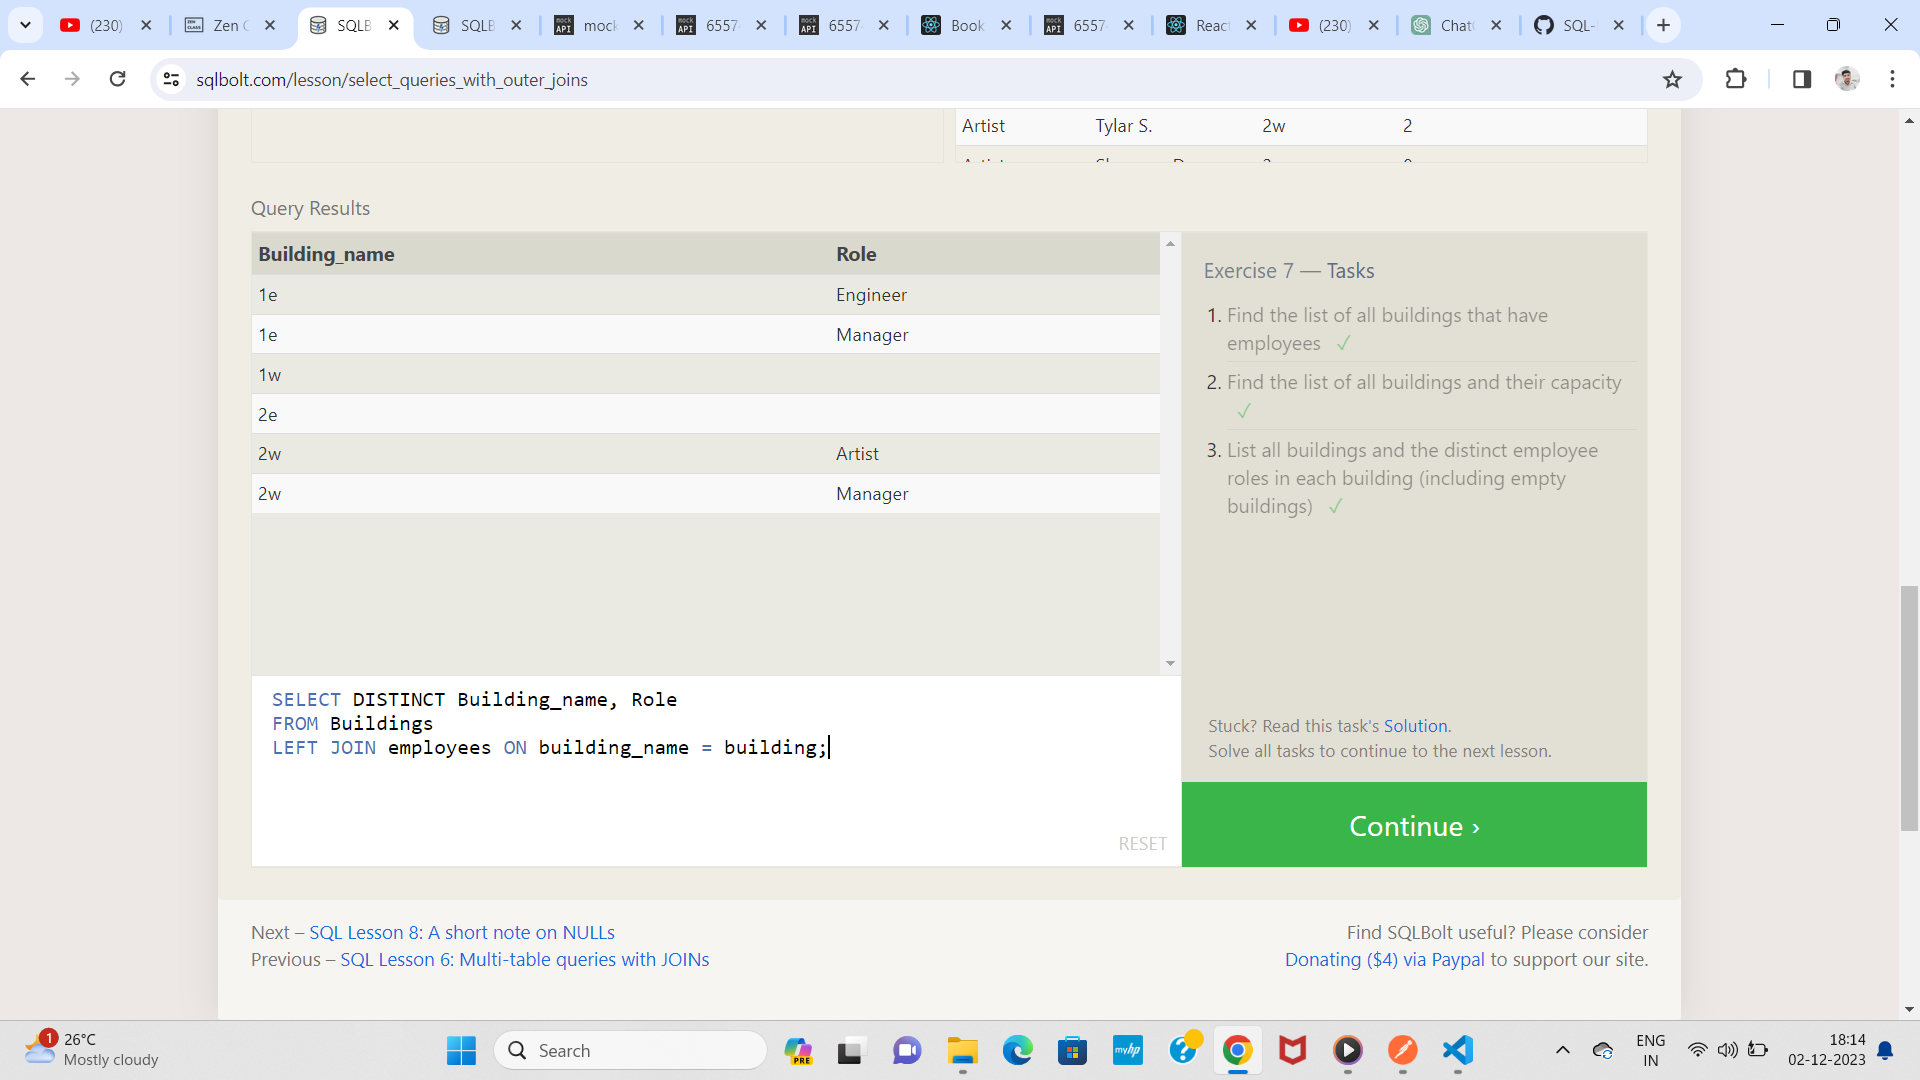 (230)
Zen C
SQLB
SQLB
mock
6557
6557
Book
6557
React
(230)
Chat
SQL-
sqlbolt.com/lesson/select_queries_with_outer_joins
Artist Tylar S. 2w 2
Query Results
Building_name Role
1e Engineer
1e Manager
1w
2e
2w Artist
2w Manager
Exercise 7 — Tasks
1. Find the list of all buildings that have
employees ✓
2. Find the list of all buildings and their capacity
✓
3. List all buildings and the distinct employee
roles in each building (including empty
buildings) ✓
SELECT DISTINCT Building_name, Role
FROM Buildings
LEFT JOIN employees ON building_name = building;
RESET
Stuck? Read this task's Solution.
Solve all tasks to continue to the next lesson.
Continue ›
Next – SQL Lesson 8: A short note on NULLs
Previous – SQL Lesson 6: Multi-table queries with JOINs
Find SQLBolt useful? Please consider
Donating ($4) via Paypal to support our site.
1
26°C
Mostly cloudy
Search
PRE
myhp
ENG
IN
18:14
02-12-2023